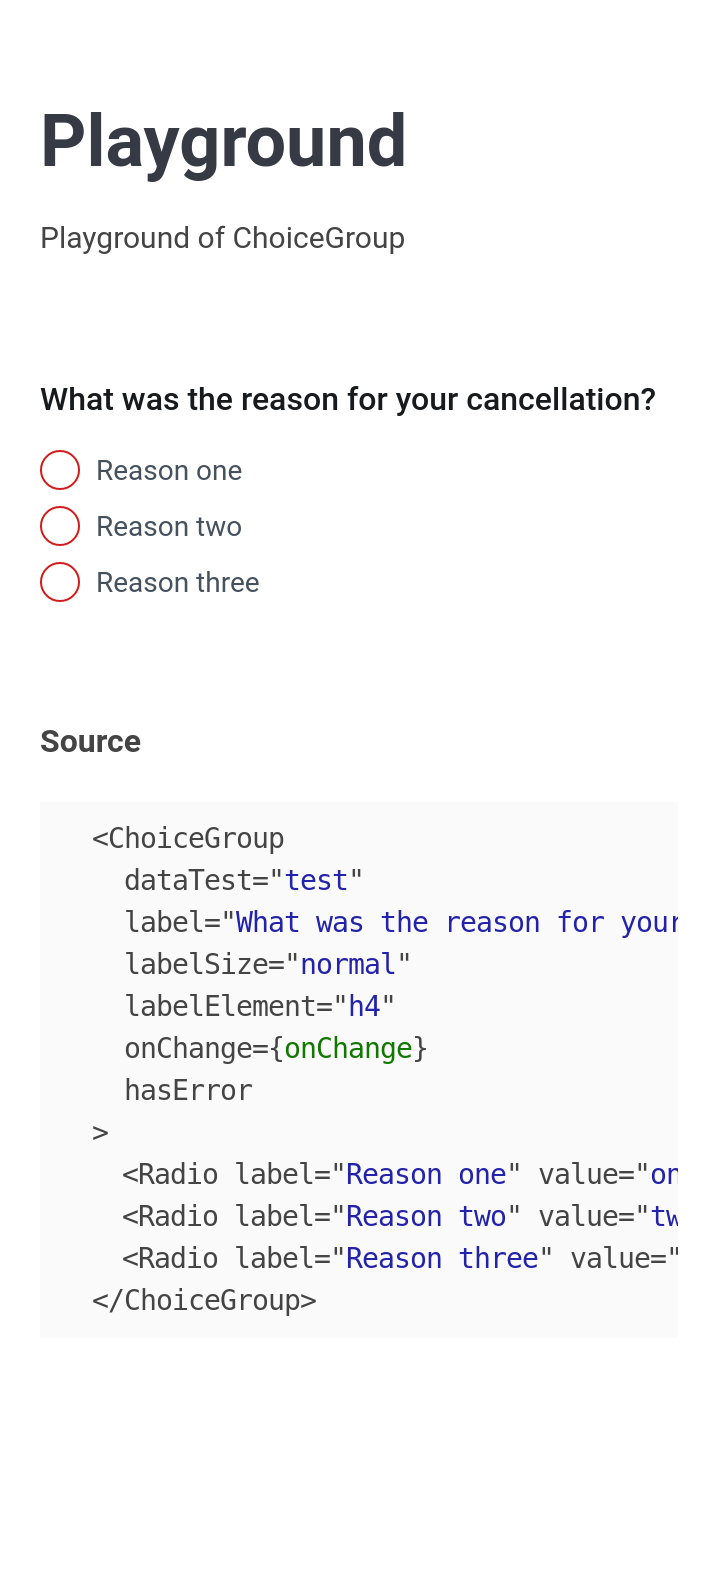 Playground
Playground of ChoiceGroup
What was the reason for your cancellation?
Reason one
Reason two
Reason three
Source
<ChoiceGroup
dataTest="test"
label="What was the reason for your
labelSize="normal"
labelElement="h4"
onChange={onChange}
hasError
>
<Radio label="Reason one" value="on
<Radio label="Reason two" value="tw
<Radio label="Reason three" value="
</ChoiceGroup>